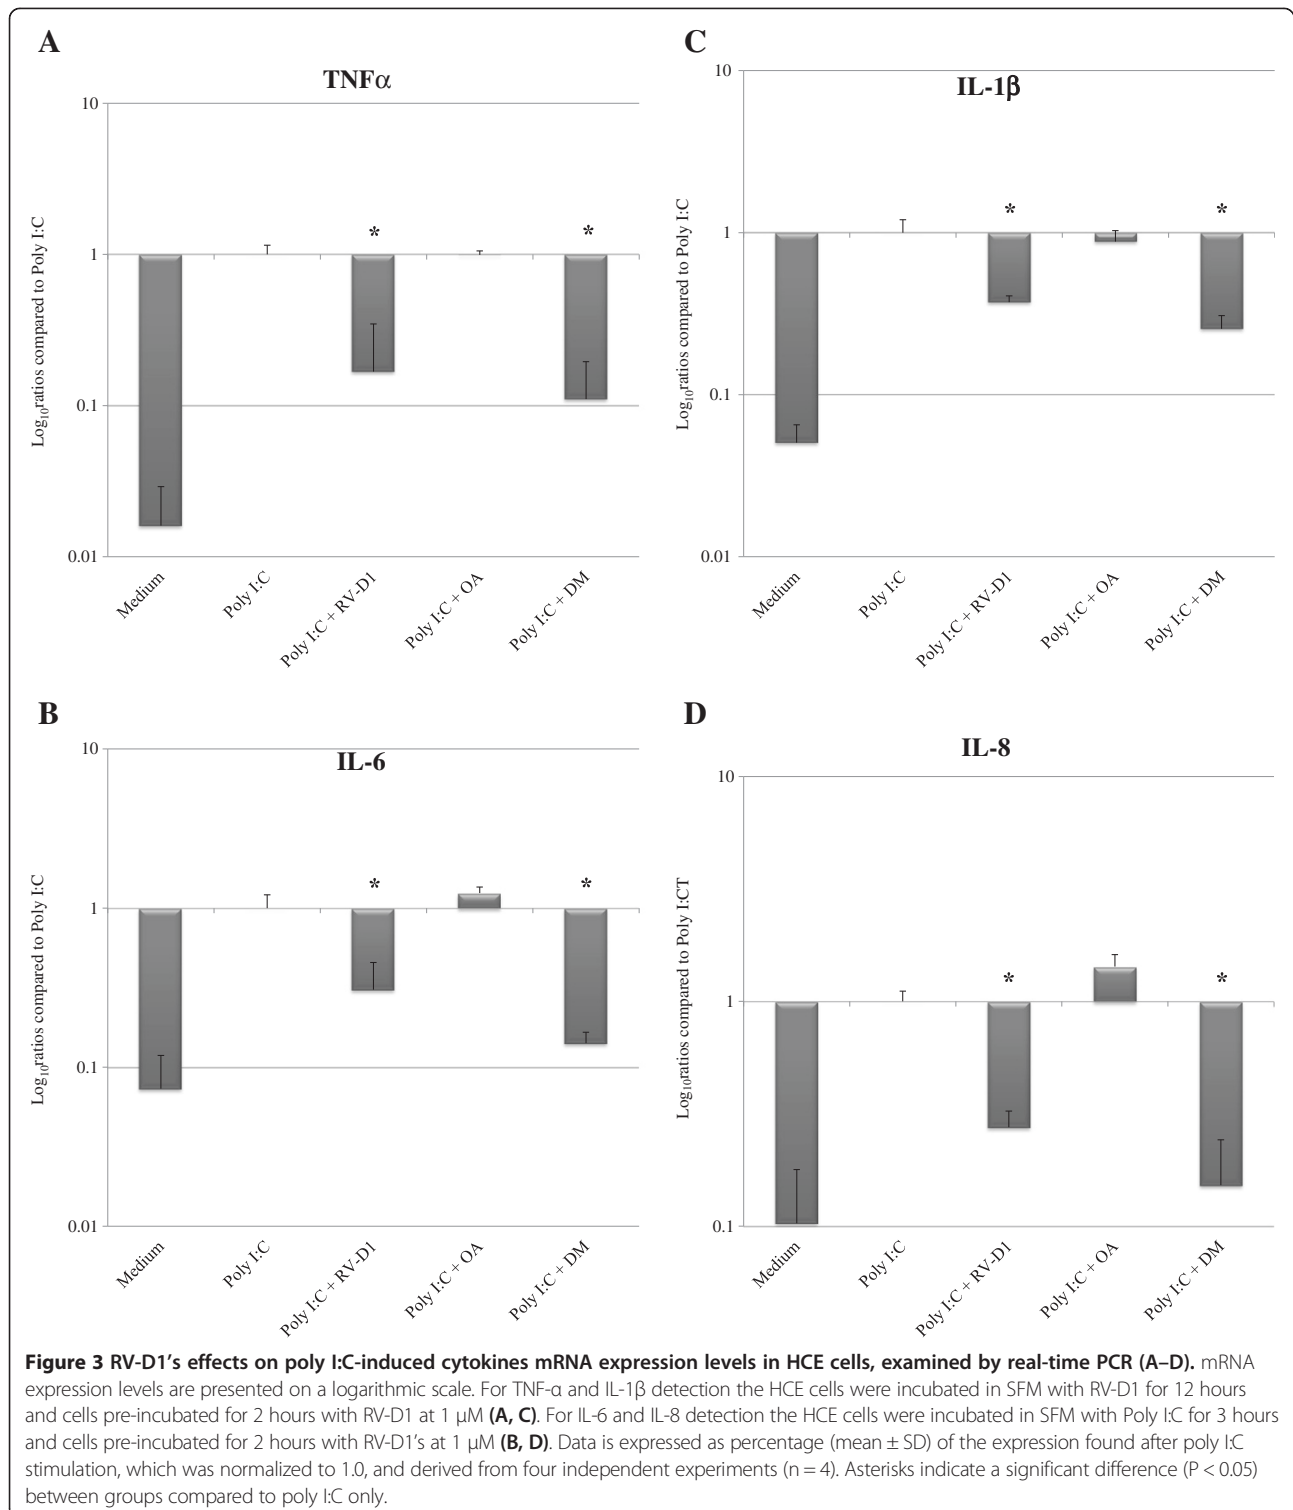 A
TNFα
10
1
0.1
0.01
Log10ratios compared to Poly I:C
*
*
Medium
Poly I:C
Poly I:C + RV-D1
Poly I:C + OA
Poly I:C + DM
C
IL-1β
10
1
0.1
0.01
Log10ratios compared to Poly I:C
*
*
Medium
Poly I:C
Poly I:C + RV-D1
Poly I:C + OA
Poly I:C + DM
B
IL-6
10
1
0.1
0.01
Log10ratios compared to Poly I:C
*
*
Medium
Poly I:C
Poly I:C + RV-D1
Poly I:C + OA
Poly I:C + DM
D
IL-8
10
1
0.1
Log10ratios compared to Poly I:CT
*
*
Medium
Poly I:C
Poly I:C + RV-D1
Poly I:C + OA
Poly I:C + DM
Figure 3 RV-D1's effects on poly I:C-induced cytokines mRNA expression levels in HCE cells, examined by real-time PCR (A–D). mRNA
expression levels are presented on a logarithmic scale. For TNF-α and IL-1β detection the HCE cells were incubated in SFM with RV-D1 for 12 hours
and cells pre-incubated for 2 hours with RV-D1 at 1 μM (A, C). For IL-6 and IL-8 detection the HCE cells were incubated in SFM with Poly I:C for 3 hours
and cells pre-incubated for 2 hours with RV-D1's at 1 μM (B, D). Data is expressed as percentage (mean ± SD) of the expression found after poly I:C
stimulation, which was normalized to 1.0, and derived from four independent experiments (n = 4). Asterisks indicate a significant difference (P < 0.05)
between groups compared to poly I:C only.